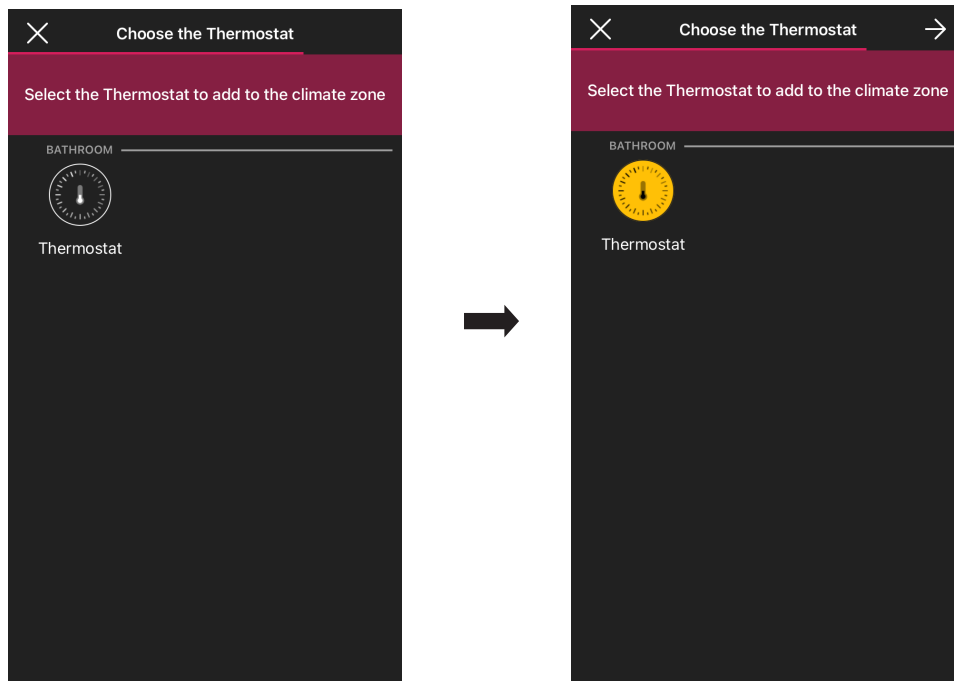 Choose the Thermostat
Select the Thermostat to add to the climate zone
BATHROOM
Thermostat
Choose the Thermostat
Select the Thermostat to add to the climate zone
BATHROOM
Thermostat